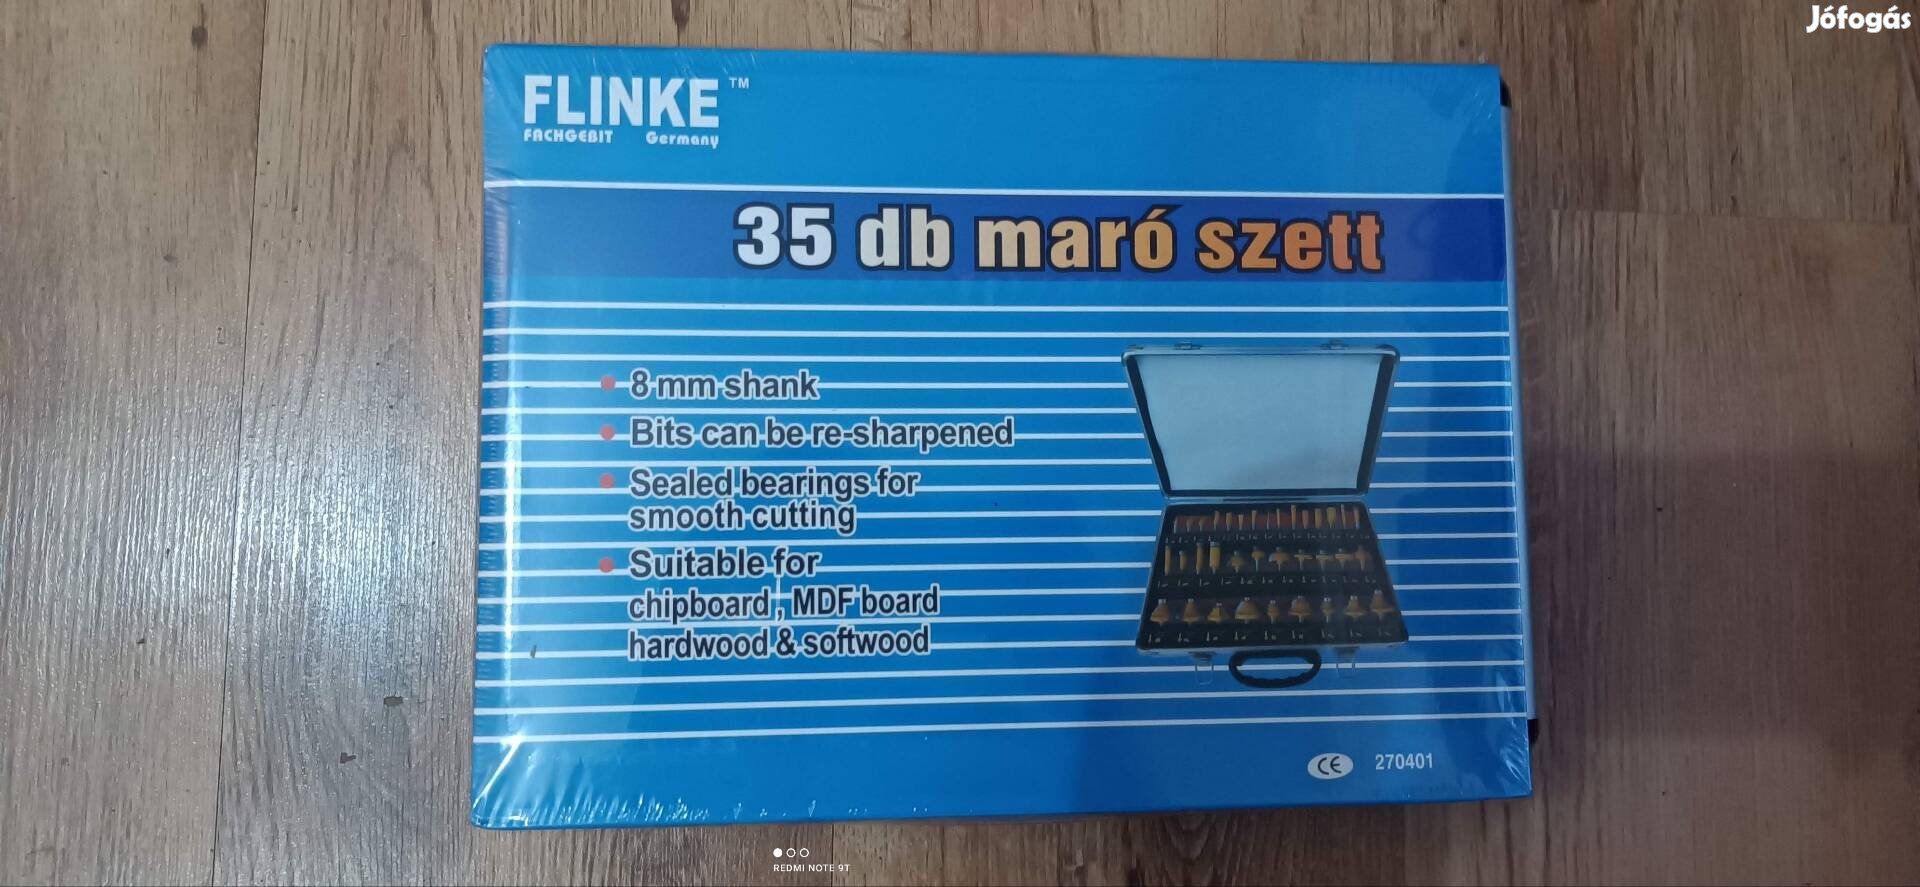 Jófogás
FLINKE™
FACHGEBIT Germany
35 db maró szett
8 mm shank
Bits can be re-sharpened
Sealed bearings for
smooth cutting
Suitable for
chipboard , MDF board
hardwood & softwood
CE 270401
REDMI NOTE 9T